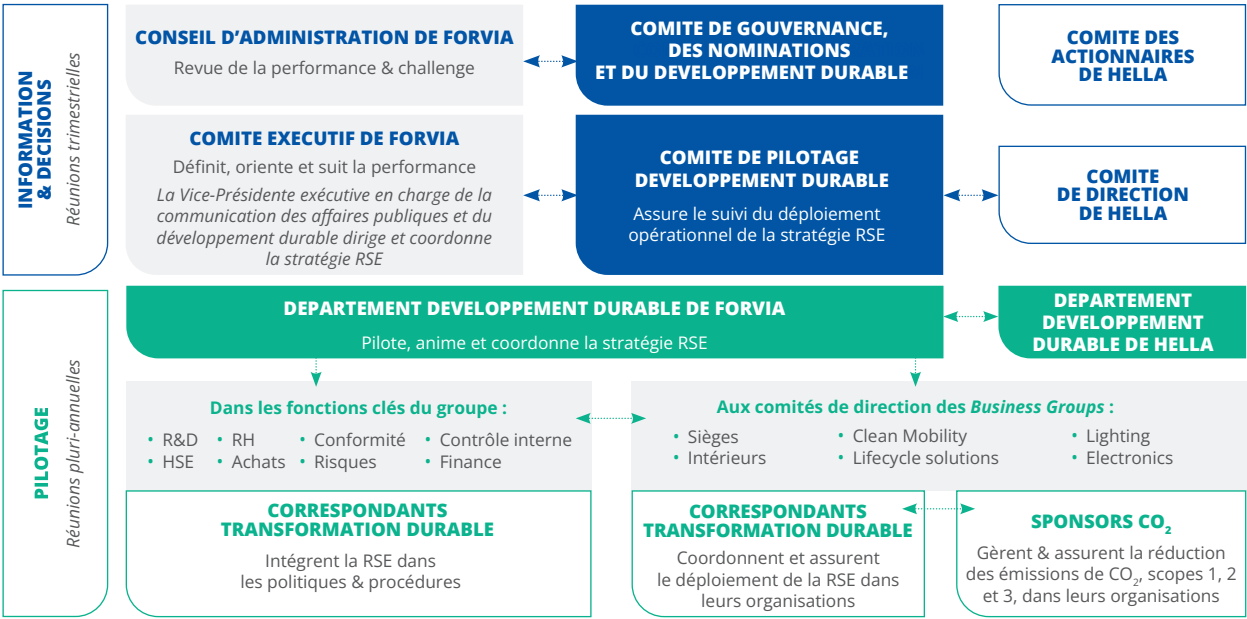 INFORMATION
& DECISIONS
Réunions trimestrielles
CONSEIL D’ADMINISTRATION DE FORVIA
Revue de la performance & challenge
COMITE DE GOUVERNANCE,
DES NOMINATIONS
ET DU DEVELOPPEMENT DURABLE
COMITE DES
ACTIONNAIRES
DE HELLA
COMITE EXECUTIF DE FORVIA
Définit, oriente et suit la performance
La Vice-Présidente exécutive en charge de la
communication des affaires publiques et du
développement durable dirige et coordonne
la stratégie RSE
COMITE DE PILOTAGE
DEVELOPPEMENT DURABLE
Assure le suivi du déploiement
opérationnel de la stratégie RSE
COMITE
DE DIRECTION
DE HELLA
PILOTAGE
Réunions pluri-annuelles
DEPARTEMENT DEVELOPPEMENT DURABLE DE FORVIA
Pilote, anime et coordonne la stratégie RSE
DEPARTEMENT
DEVELOPPEMENT
DURABLE DE HELLA
Dans les fonctions clés du groupe :
• R&D • RH • Conformité • Contrôle interne
• HSE • Achats • Risques • Finance
Aux comités de direction des Business Groups :
• Sièges • Clean Mobility • Lighting
• Intérieurs • Lifecycle solutions • Electronics
CORRESPONDANTS
TRANSFORMATION DURABLE
Intégrent la RSE dans
les politiques & procédures
CORRESPONDANTS
TRANSFORMATION DURABLE
Coordonnent et assurent
le déploiement de la RSE dans
leurs organisations
SPONSORS CO₂
Gèrent & assurent la réduction
des émissions de CO₂, scopes 1, 2
et 3, dans leurs organisations